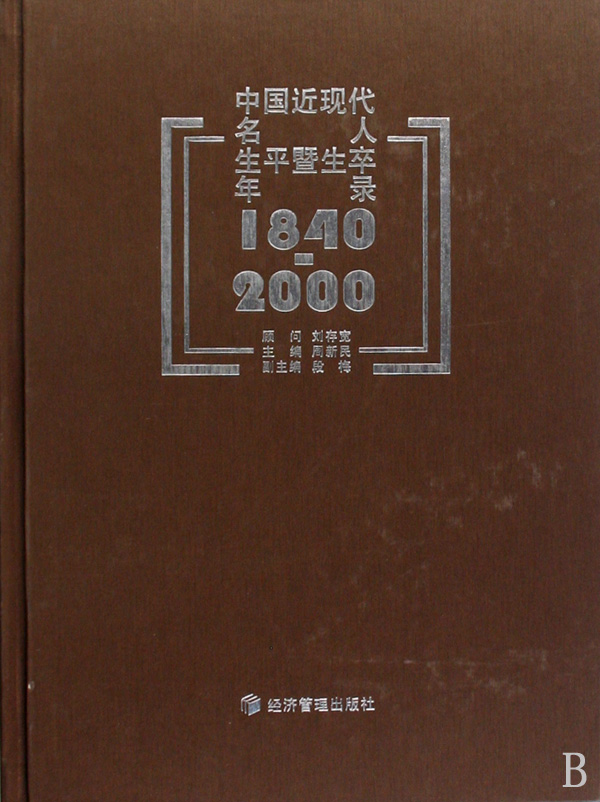 中国近现代
名人
生平暨生卒
年录
1840
-
2000
顾问 刘存宽
主编 周新民
副主编 段梅
经济管理出版社
B